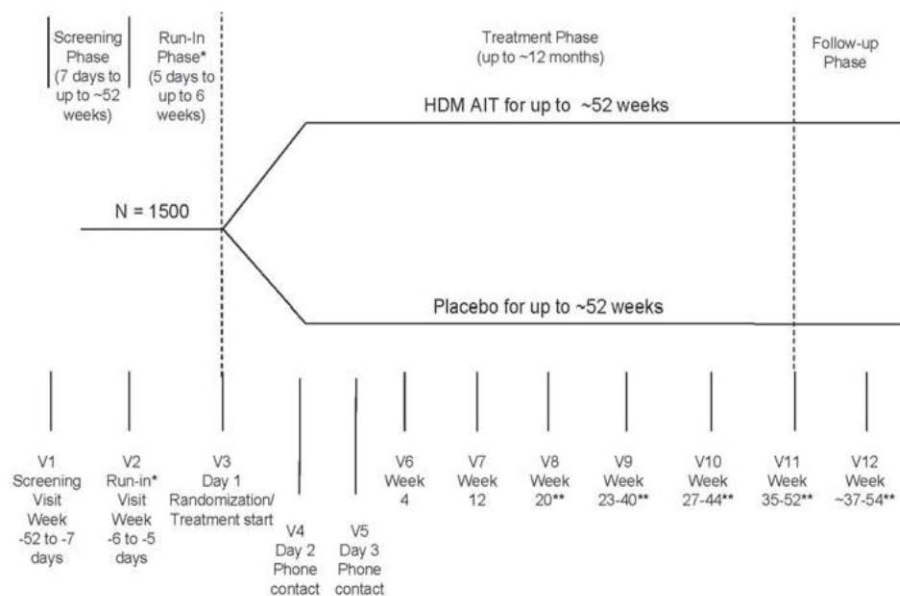 Screening
Phase
(7 days to
up to ~52
weeks)
Run-In
Phase*
(5 days to
up to 6
weeks)
Treatment Phase
(up to ~12 months)
Follow-up
Phase
HDM AIT for up to ~52 weeks
N = 1500
Placebo for up to ~52 weeks
V1
Screening
Visit
Week
-52 to -7
days
V2
Run-in*
Visit
Week
-6 to -5
days
V3
Day 1
Randomization/
Treatment start
V4
Day 2
Phone
contact
V5
Day 3
Phone
contact
V6
Week
4
V7
Week
12
V8
Week
20**
V9
Week
23-40**
V10
Week
27-44**
V11
Week
35-52**
V12
Week
~37-54**